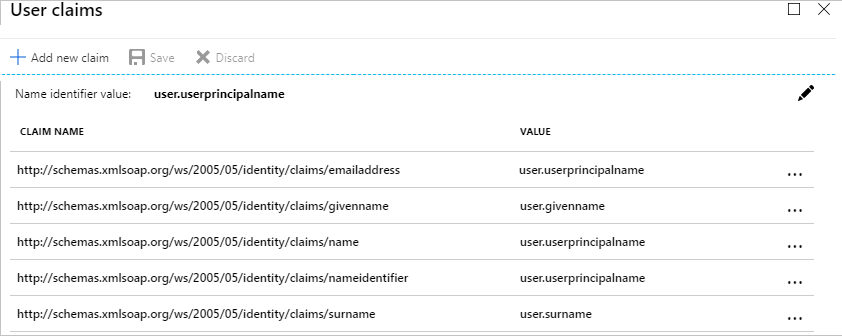 User claims
Add new claim Save Discard
Name identifier value: user.userprincipalname
CLAIM NAME VALUE
http://schemas.xmlsoap.org/ws/2005/05/identity/claims/emailaddress user.userprincipalname ...
http://schemas.xmlsoap.org/ws/2005/05/identity/claims/givenname user.givenname ...
http://schemas.xmlsoap.org/ws/2005/05/identity/claims/name user.userprincipalname ...
http://schemas.xmlsoap.org/ws/2005/05/identity/claims/nameidentifier user.userprincipalname ...
http://schemas.xmlsoap.org/ws/2005/05/identity/claims/surname user.surname ...